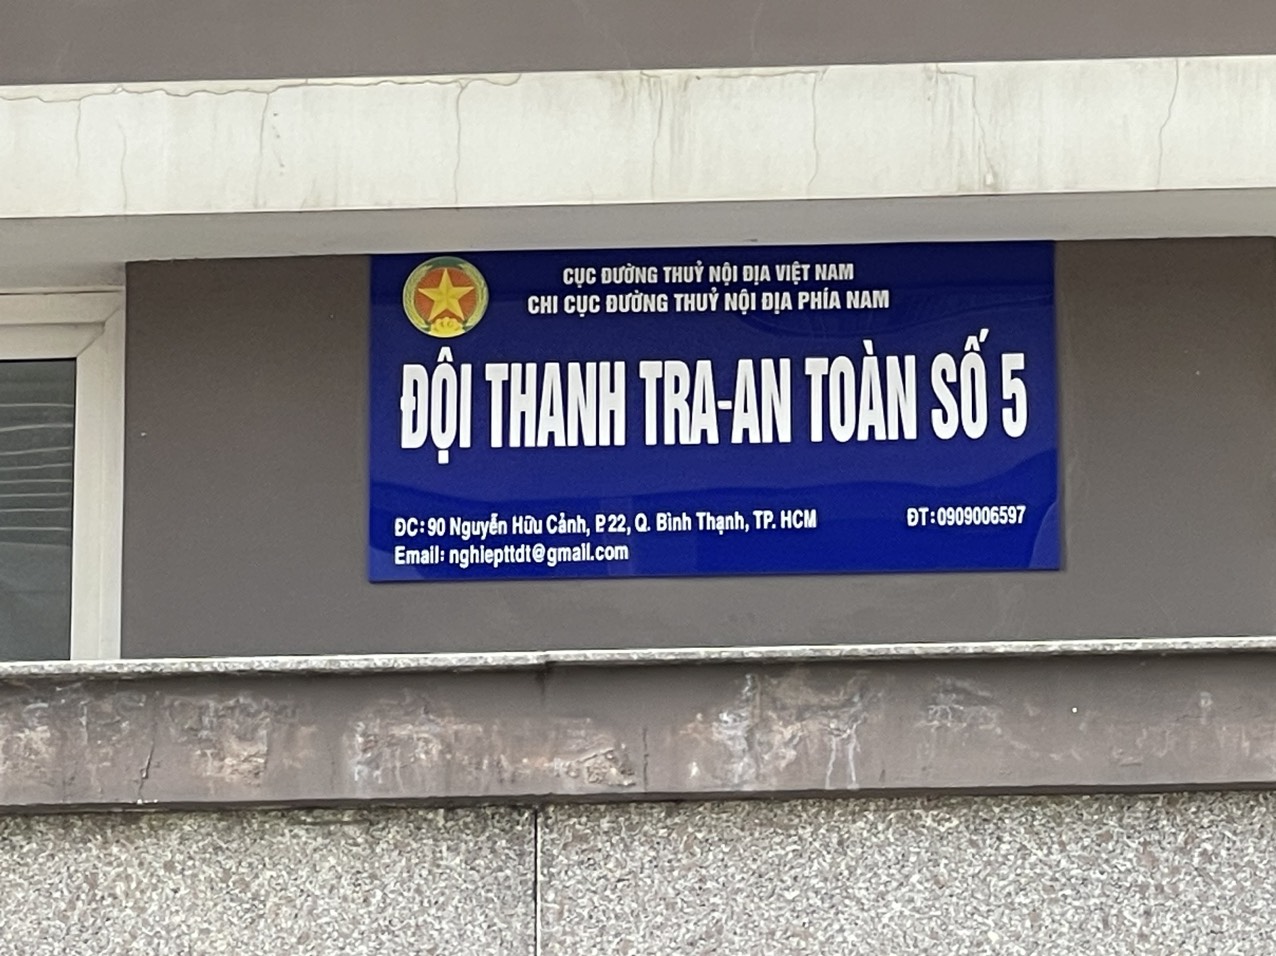 CỤC ĐƯỜNG THUỶ NỘI ĐỊA VIỆT NAM
CHI CỤC ĐƯỜNG THUỶ NỘI ĐỊA PHÍA NAM
ĐỘI THANH TRA-AN TOÀN SỐ 5
ĐC: 90 Nguyễn Hữu Cảnh, P.22, Q. Bình Thạnh, TP. HCM
ĐT: 0909006597
Email: nghiepttdt@gmail.com